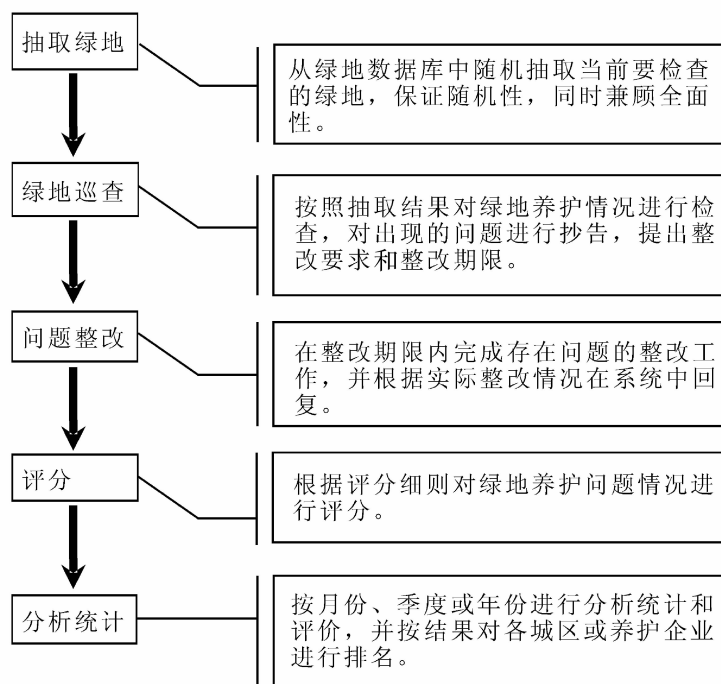 抽取绿地
从绿地数据库中随机抽取当前要检查
的绿地，保证随机性，同时兼顾全面
性。
绿地巡查
按照抽取结果对绿地养护情况进行检
查，对出现的问题进行抄告，提出整
改要求和整改期限。
问题整改
在整改期限内完成存在问题的整改工
作，并根据实际整改情况在系统中回
复。
评分
根据评分细则对绿地养护问题情况进
行评分。
分析统计
按月份、季度或年份进行分析统计和
评价，并按结果对各城区或养护企业
进行排名。